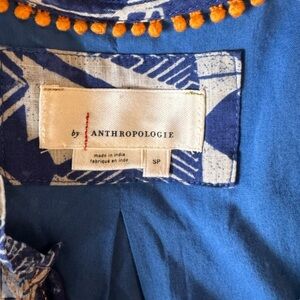 by ANTHROPOLOGIE
made in india
fabriqué en inde
SP